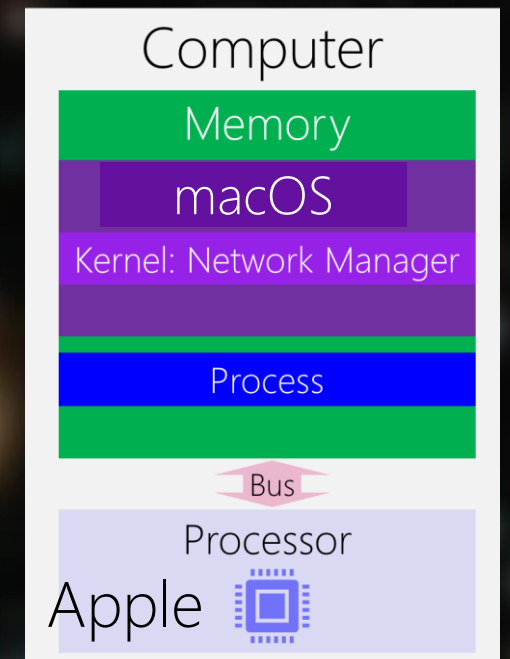 Computer
Memory
macOS
Kernel: Network Manager
Process
Bus
Processor
Apple